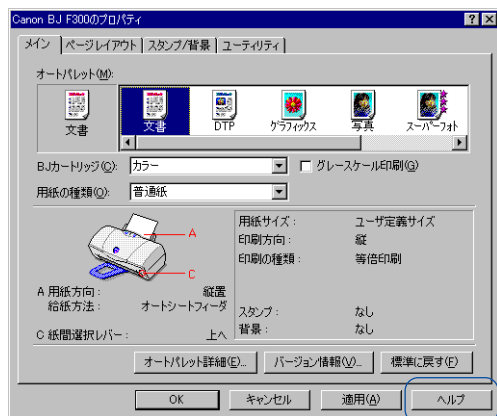 Canon BJ F300のプロパティ
メイン ページレイアウト スタンプ/背景 ユーティリティ
オートパレット(M):
文書 文書 DTP グラフィックス 写真 スーパーフォト
BJカートリッジ(C): カラー グレースケール印刷(G)
用紙の種類(O): 普通紙
A
C
A 用紙方向: 縦置
給紙方法: オートシートフィーダ
C 紙間選択レバー: 上へ
用紙サイズ: ユーザ定義サイズ
印刷方向: 縦
印刷の種類: 等倍印刷
スタンプ: なし
背景: なし
オートパレット詳細(E)... バージョン情報(V)... 標準に戻す(F)
OK キャンセル 適用(A) ヘルプ